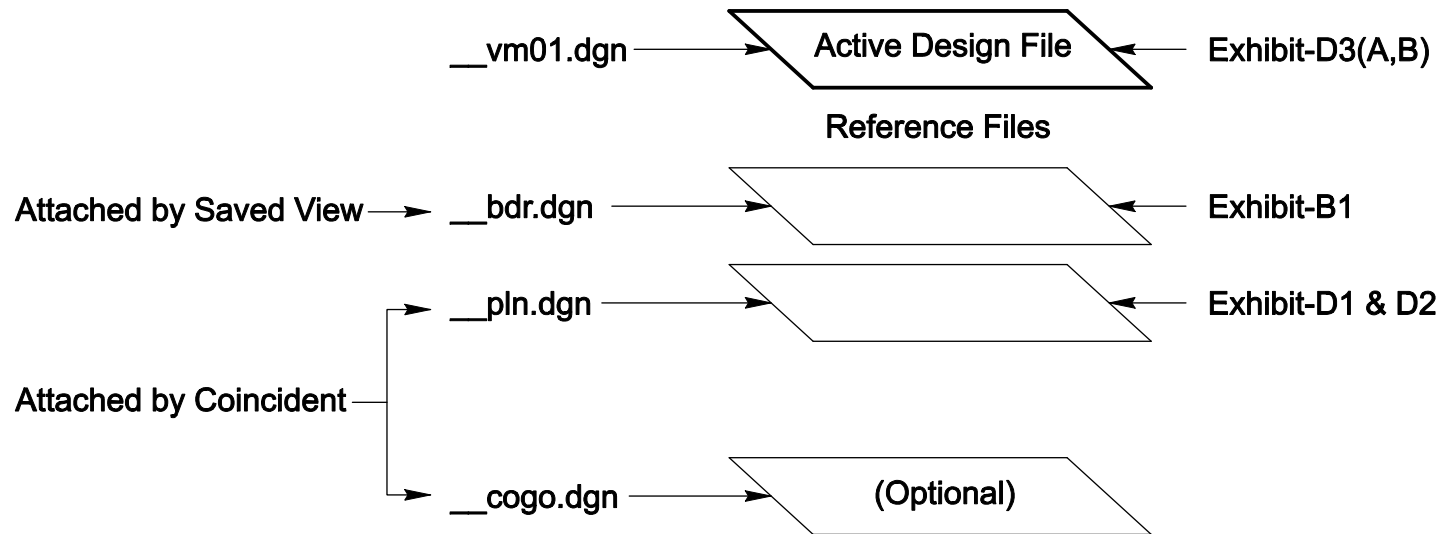 __vm01.dgn Active Design File Exhibit-D3(A,B)
Reference Files
Attached by Saved View __bdr.dgn Exhibit-B1
__pln.dgn Exhibit-D1 & D2
Attached by Coincident
__cogo.dgn (Optional)